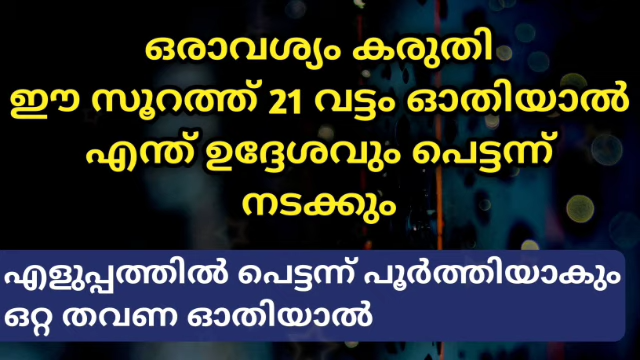 ഒരാവശ്യം കരുതി
ഈ സൂറത്ത് 21 വട്ടം ഓതിയാൽ
എന്ത് ഉദ്ദേശവും പെട്ടന്ന്
നടക്കും
എളുപ്പത്തിൽ പെട്ടന്ന് പൂർത്തിയാകും
ഒറ്റ തവണ ഓതിയാൽ